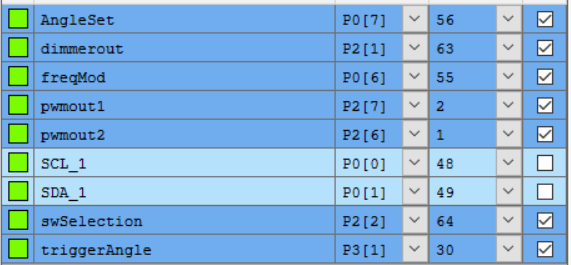 AngleSet P0[7] 56
dimmerout P2[1] 63
freqMod P0[6] 55
pwmout1 P2[7] 2
pwmout2 P2[6] 1
SCL_1 P0[0] 48
SDA_1 P0[1] 49
swSelection P2[2] 64
triggerAngle P3[1] 30